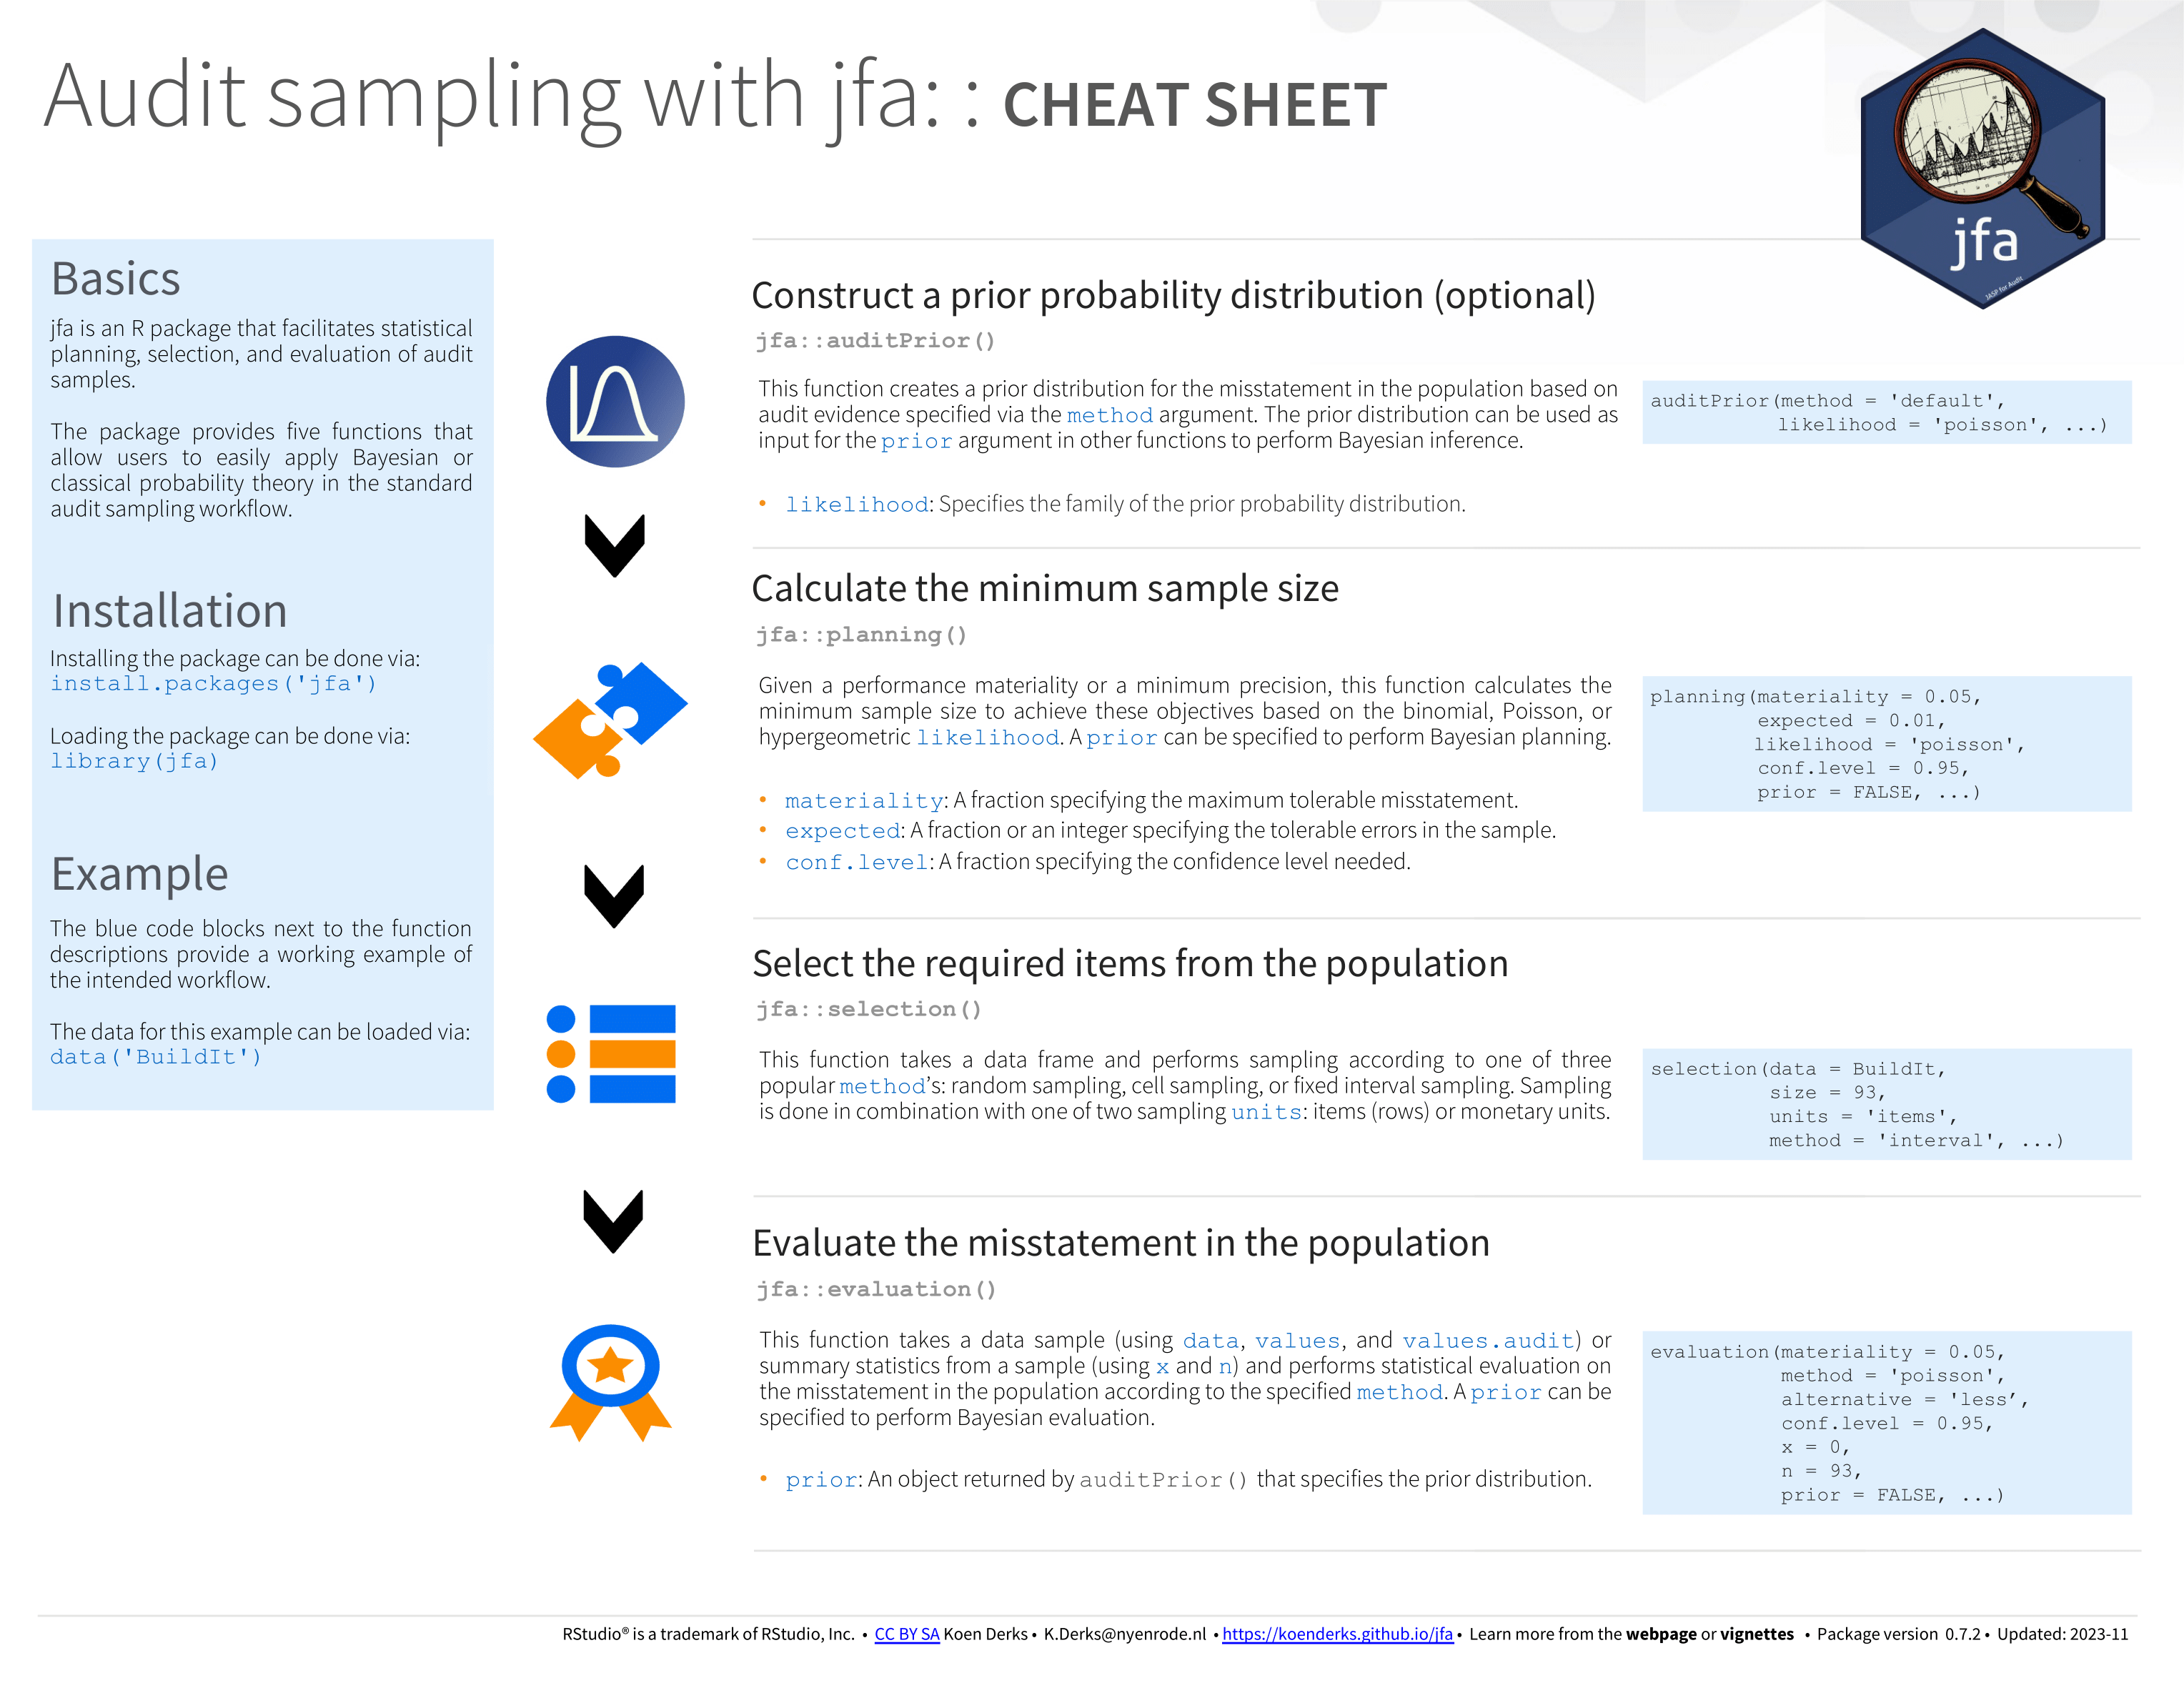 Audit sampling with jfa: : CHEAT SHEET
jfa
JASP for Audit
Basics
jfa is an R package that facilitates statistical
planning, selection, and evaluation of audit
samples.
The package provides five functions that
allow users to easily apply Bayesian or
classical probability theory in the standard
audit sampling workflow.
Installation
Installing the package can be done via:
install.packages('jfa')
Loading the package can be done via:
library(jfa)
Example
The blue code blocks next to the function
descriptions provide a working example of
the intended workflow.
The data for this example can be loaded via:
data('BuildIt')
Construct a prior probability distribution (optional)
jfa::auditPrior()
This function creates a prior distribution for the misstatement in the population based on
audit evidence specified via the method argument. The prior distribution can be used as
input for the prior argument in other functions to perform Bayesian inference.
• likelihood: Specifies the family of the prior probability distribution.
auditPrior(method = 'default',
likelihood = 'poisson', ...)
Calculate the minimum sample size
jfa::planning()
Given a performance materiality or a minimum precision, this function calculates the
minimum sample size to achieve these objectives based on the binomial, Poisson, or
hypergeometric likelihood. A prior can be specified to perform Bayesian planning.
• materiality: A fraction specifying the maximum tolerable misstatement.
• expected: A fraction or an integer specifying the tolerable errors in the sample.
• conf.level: A fraction specifying the confidence level needed.
planning(materiality = 0.05,
expected = 0.01,
likelihood = 'poisson',
conf.level = 0.95,
prior = FALSE, ...)
Select the required items from the population
jfa::selection()
This function takes a data frame and performs sampling according to one of three
popular method's: random sampling, cell sampling, or fixed interval sampling. Sampling
is done in combination with one of two sampling units: items (rows) or monetary units.
selection(data = BuildIt,
size = 93,
units = 'items',
method = 'interval', ...)
Evaluate the misstatement in the population
jfa::evaluation()
This function takes a data sample (using data, values, and values.audit) or
summary statistics from a sample (using x and n) and performs statistical evaluation on
the misstatement in the population according to the specified method. A prior can be
specified to perform Bayesian evaluation.
• prior: An object returned by auditPrior() that specifies the prior distribution.
evaluation(materiality = 0.05,
method = 'poisson',
alternative = 'less’,
conf.level = 0.95,
x = 0,
n = 93,
prior = FALSE, ...)
RStudio® is a trademark of RStudio, Inc. • CC BY SA Koen Derks • K.Derks@nyenrode.nl • https://koenderks.github.io/jfa • Learn more from the webpage or vignettes • Package version 0.7.2 • Updated: 2023-11